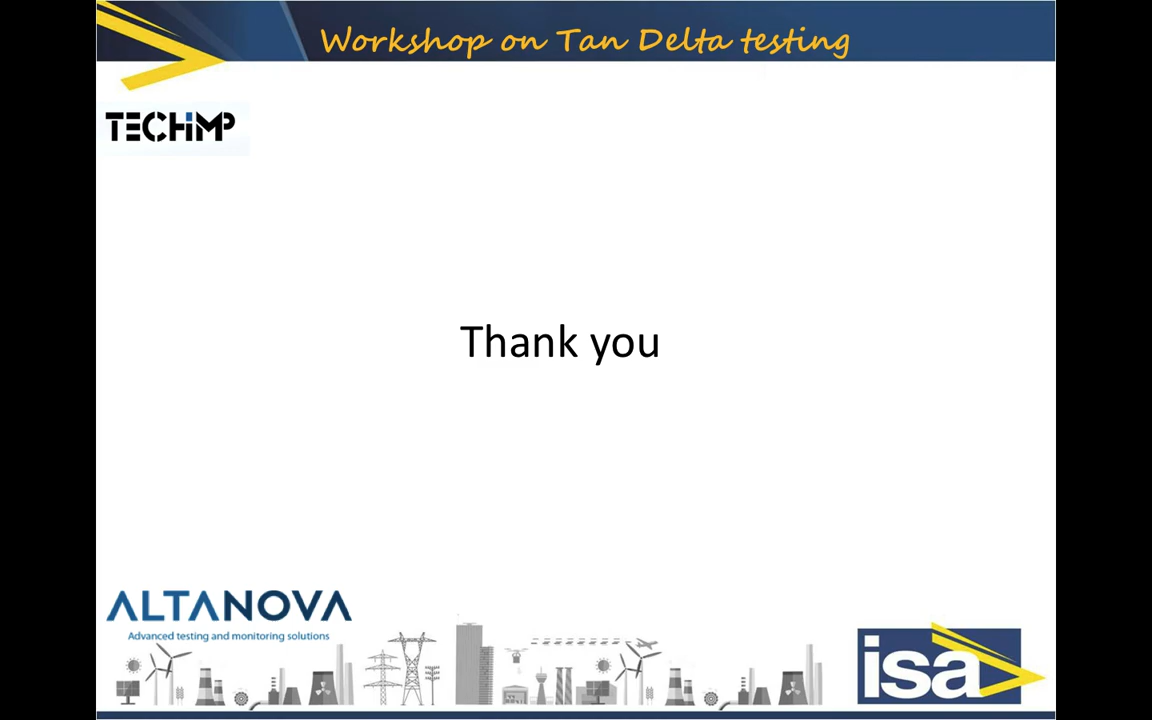 Workshop on Tan Delta testing
TECHIMP
Thank you
ALTANOVA
Advanced testing and monitoring solutions
isa